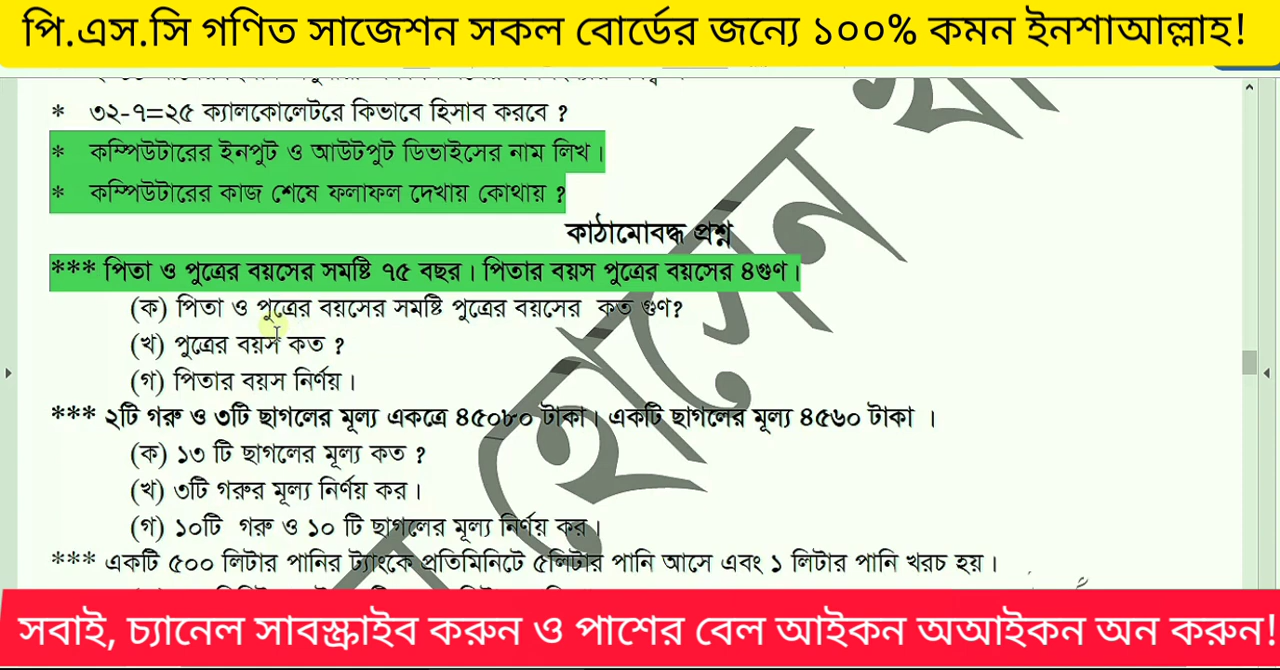 পি.এস.সি গণিত সাজেশন সকল বোর্ডের জন্যে ১০০% কমন ইনশাআল্লাহ!
* ৩২-৭=২৫ ক্যালকোলেটরে কিভাবে হিসাব করবে ?
* কম্পিউটারের ইনপুট ও আউটপুট ডিভাইসের নাম লিখ।
* কম্পিউটারের কাজ শেষে ফলাফল দেখায় কোথায় ?
কাঠামোবদ্ধ প্রশ্ন
*** পিতা ও পুত্রের বয়সের সমষ্টি ৭৫ বছর। পিতার বয়স পুত্রের বয়সের ৪গুণ।
(ক) পিতা ও পুত্রের বয়সের সমষ্টি পুত্রের বয়সের কত গুণ?
(খ) পুত্রের বয়স কত ?
(গ) পিতার বয়স নির্ণয়।
*** ২টি গরু ও ৩টি ছাগলের মূল্য একত্রে ৪৫০৮০ টাকা। একটি ছাগলের মূল্য ৪৫৬০ টাকা ।
(ক) ১৩ টি ছাগলের মূল্য কত ?
(খ) ৩টি গরুর মূল্য নির্ণয় কর।
(গ) ১০টি গরু ও ১০ টি ছাগলের মূল্য নির্ণয় কর।
*** একটি ৫০০ লিটার পানির ট্যাংকে প্রতিমিনিটে ৫লিটার পানি আসে এবং ১ লিটার পানি খরচ হয়।
হোসেন
সবাই, চ্যানেল সাবস্ক্রাইব করুন ও পাশের বেল আইকন অআইকন অন করুন!